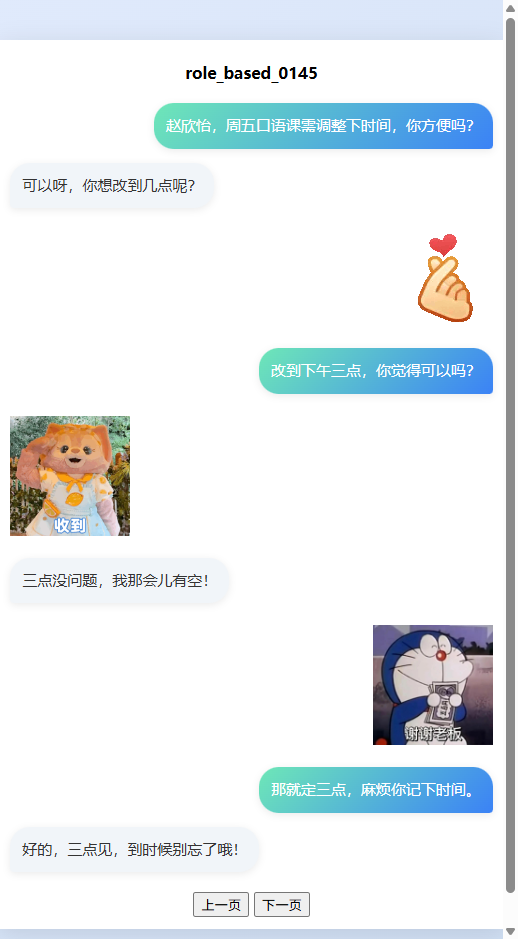 role_based_0145
赵欣怡，周五口语课需调整下时间，你方便吗？
可以呀，你想改到几点呢？
改到下午三点，你觉得可以吗？
收到
三点没问题，我那会儿有空！
谢谢老板
那就定三点，麻烦你记下时间。
好的，三点见，到时候别忘了哦！
上一页 下一页